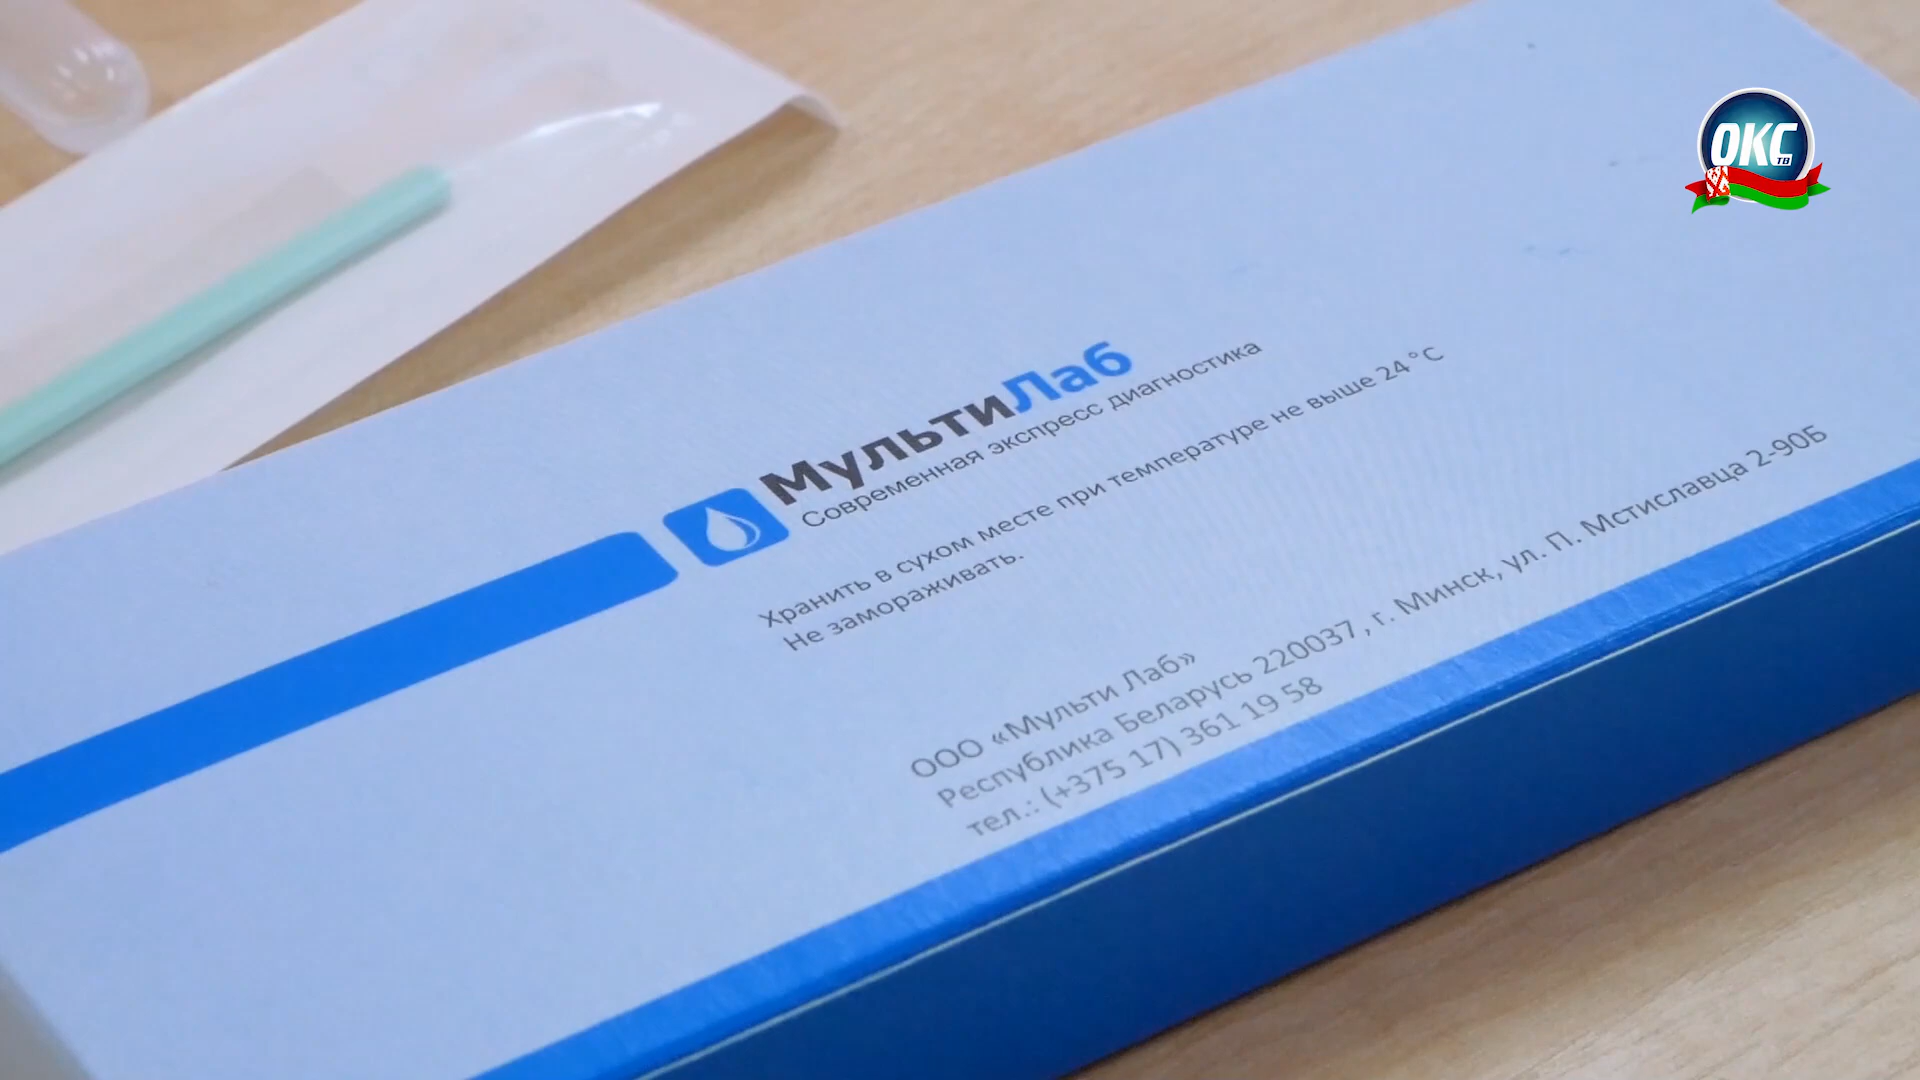 ОКС
ТВ
МультиЛаб
Современная экспресс диагностика
Хранить в сухом месте при температуре не выше 24 °С
Не замораживать.
ООО «Мульти Лаб»
Республика Беларусь 220037, г. Минск, ул. П. Мстиславца 2-90Б
тел.: (+375 17) 361 19 58